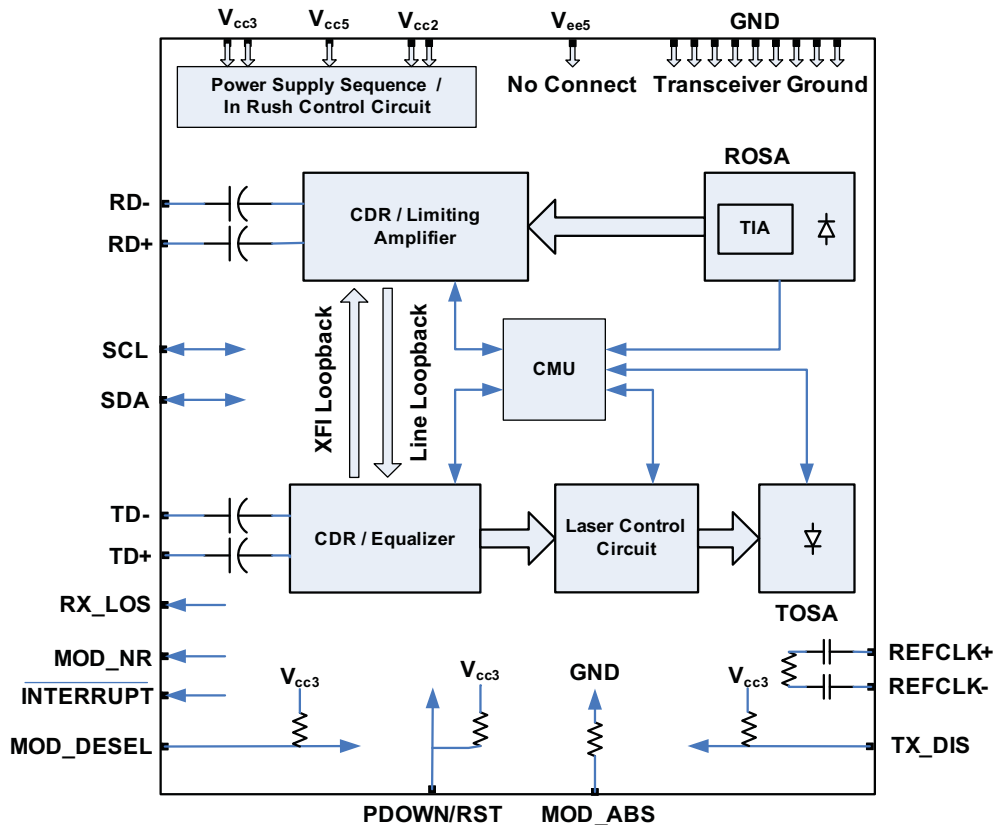 Vcc3 Vcc5 Vcc2 Vee5 GND
Power Supply Sequence /
In Rush Control Circuit
No Connect
Transceiver Ground
ROSA
RD-
CDR / Limiting
Amplifier
TIA
RD+
SCL
XFI Loopback
Line Loopback
CMU
SDA
TD-
CDR / Equalizer
Laser Control
Circuit
TD+
RX_LOS
TOSA
MOD_NR
REFCLK+
INTERRUPT
Vcc3
Vcc3
GND
Vcc3
REFCLK-
MOD_DESEL
TX_DIS
PDOWN/RST
MOD_ABS